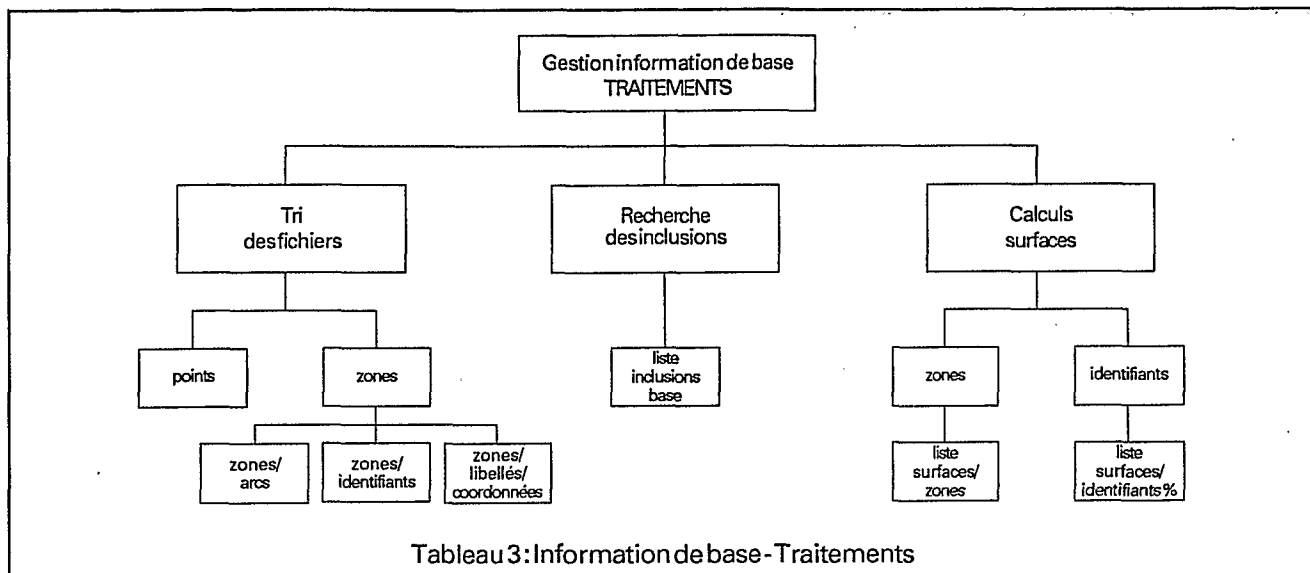 Gestion information de base
TRAITEMENTS
Tri
des fichiers
Recherche
des inclusions
Calculs
surfaces
points
zones
liste
inclusions
base
zones
identifiants
zones/
arcs
zones/
identifiants
zones/
libellés/
coordonnées
liste
surfaces/
zones
liste
surfaces/
identifiants %
Tableau 3 : Information de base - Traitements